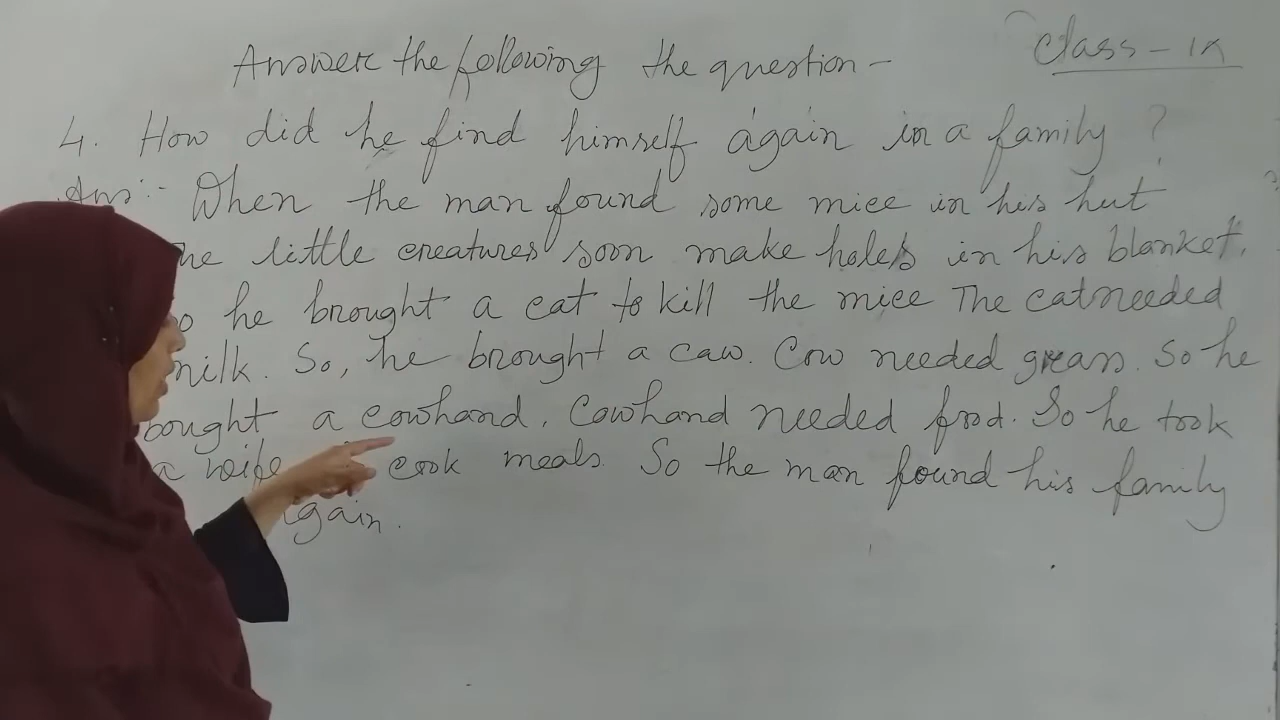 Answer the following the question -
Class - IX
4. How did he find himself again in a family ?
Ans:- When the man found some mice in his hut
little creatures soon make holes in his blanket.
he brought a cat to kill the mice The cat needed
milk. So, he brought a caw. Cow needed grass. So he
bought a cowhand. Cowhand needed food. So he took
a wife cook meals. So the man found his family
again.